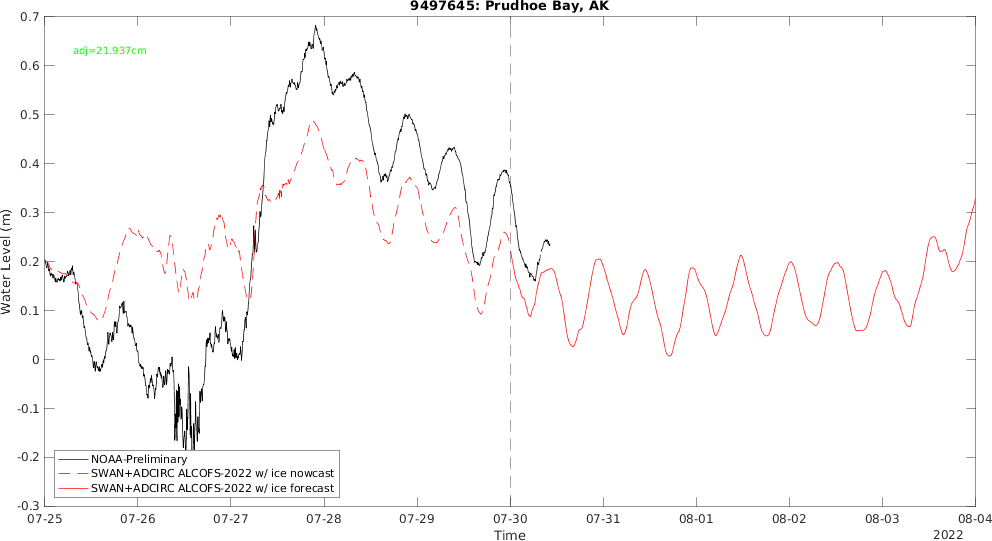 9497645: Prudhoe Bay, AK
adj=21.937cm
0.7
0.6
0.5
0.4
0.3
0.2
0.1
0
-0.1
-0.2
-0.3
Water Level (m)
NOAA-Preliminary
SWAN+ADCIRC ALCOFS-2022 w/ ice nowcast
SWAN+ADCIRC ALCOFS-2022 w/ ice forecast
07-25 07-26 07-27 07-28 07-29 07-30 07-31 08-01 08-02 08-03 08-04
Time
2022